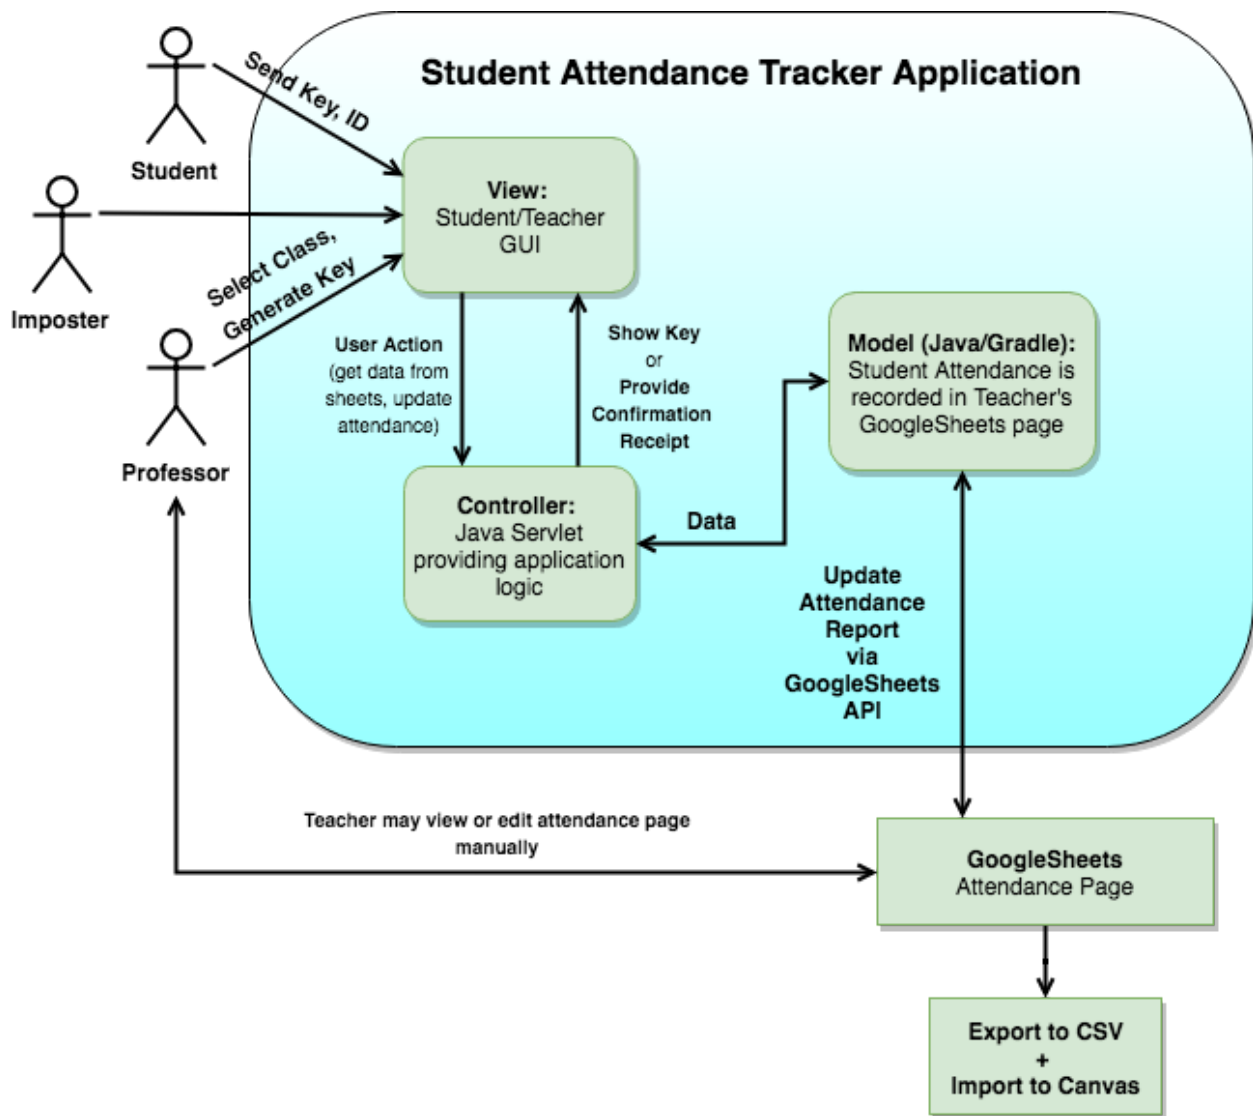 Student Attendance Tracker Application
Send Key, ID
Student
View:
Student/Teacher
GUI
Imposter
Select Class,
Generate Key
Professor
User Action
(get data from
sheets, update
attendance)
Show Key
or
Provide
Confirmation
Receipt
Model (Java/Gradle):
Student Attendance is
recorded in Teacher's
GoogleSheets page
Controller:
Java Servlet
providing application
logic
Data
Update
Attendance
Report
via
GoogleSheets
API
Teacher may view or edit attendance page
manually
GoogleSheets
Attendance Page
Export to CSV
+
Import to Canvas